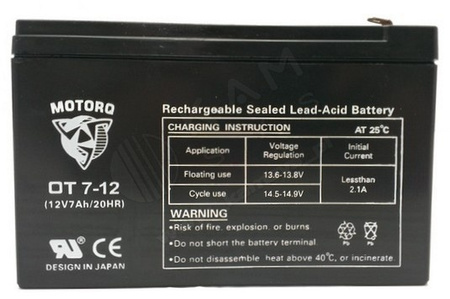 MOTORQ
OT 7-12
(12V7Ah/20HR)
DESIGN IN JAPAN
Rechargeable Sealed Lead-Acid Battery
CHARGING INSTRUCTION AT 25°C
Application Voltage Regulation Initial Current
Floating use 13.6-13.8V Lessthan 2.1A
Cycle use 14.5-14.9V
WARNING
•Risk of fire, explosion, or burns.
•Do not short the battery terminal.
•Do not disassemble, heat above 40°C, or incinerate.
Pb Pb